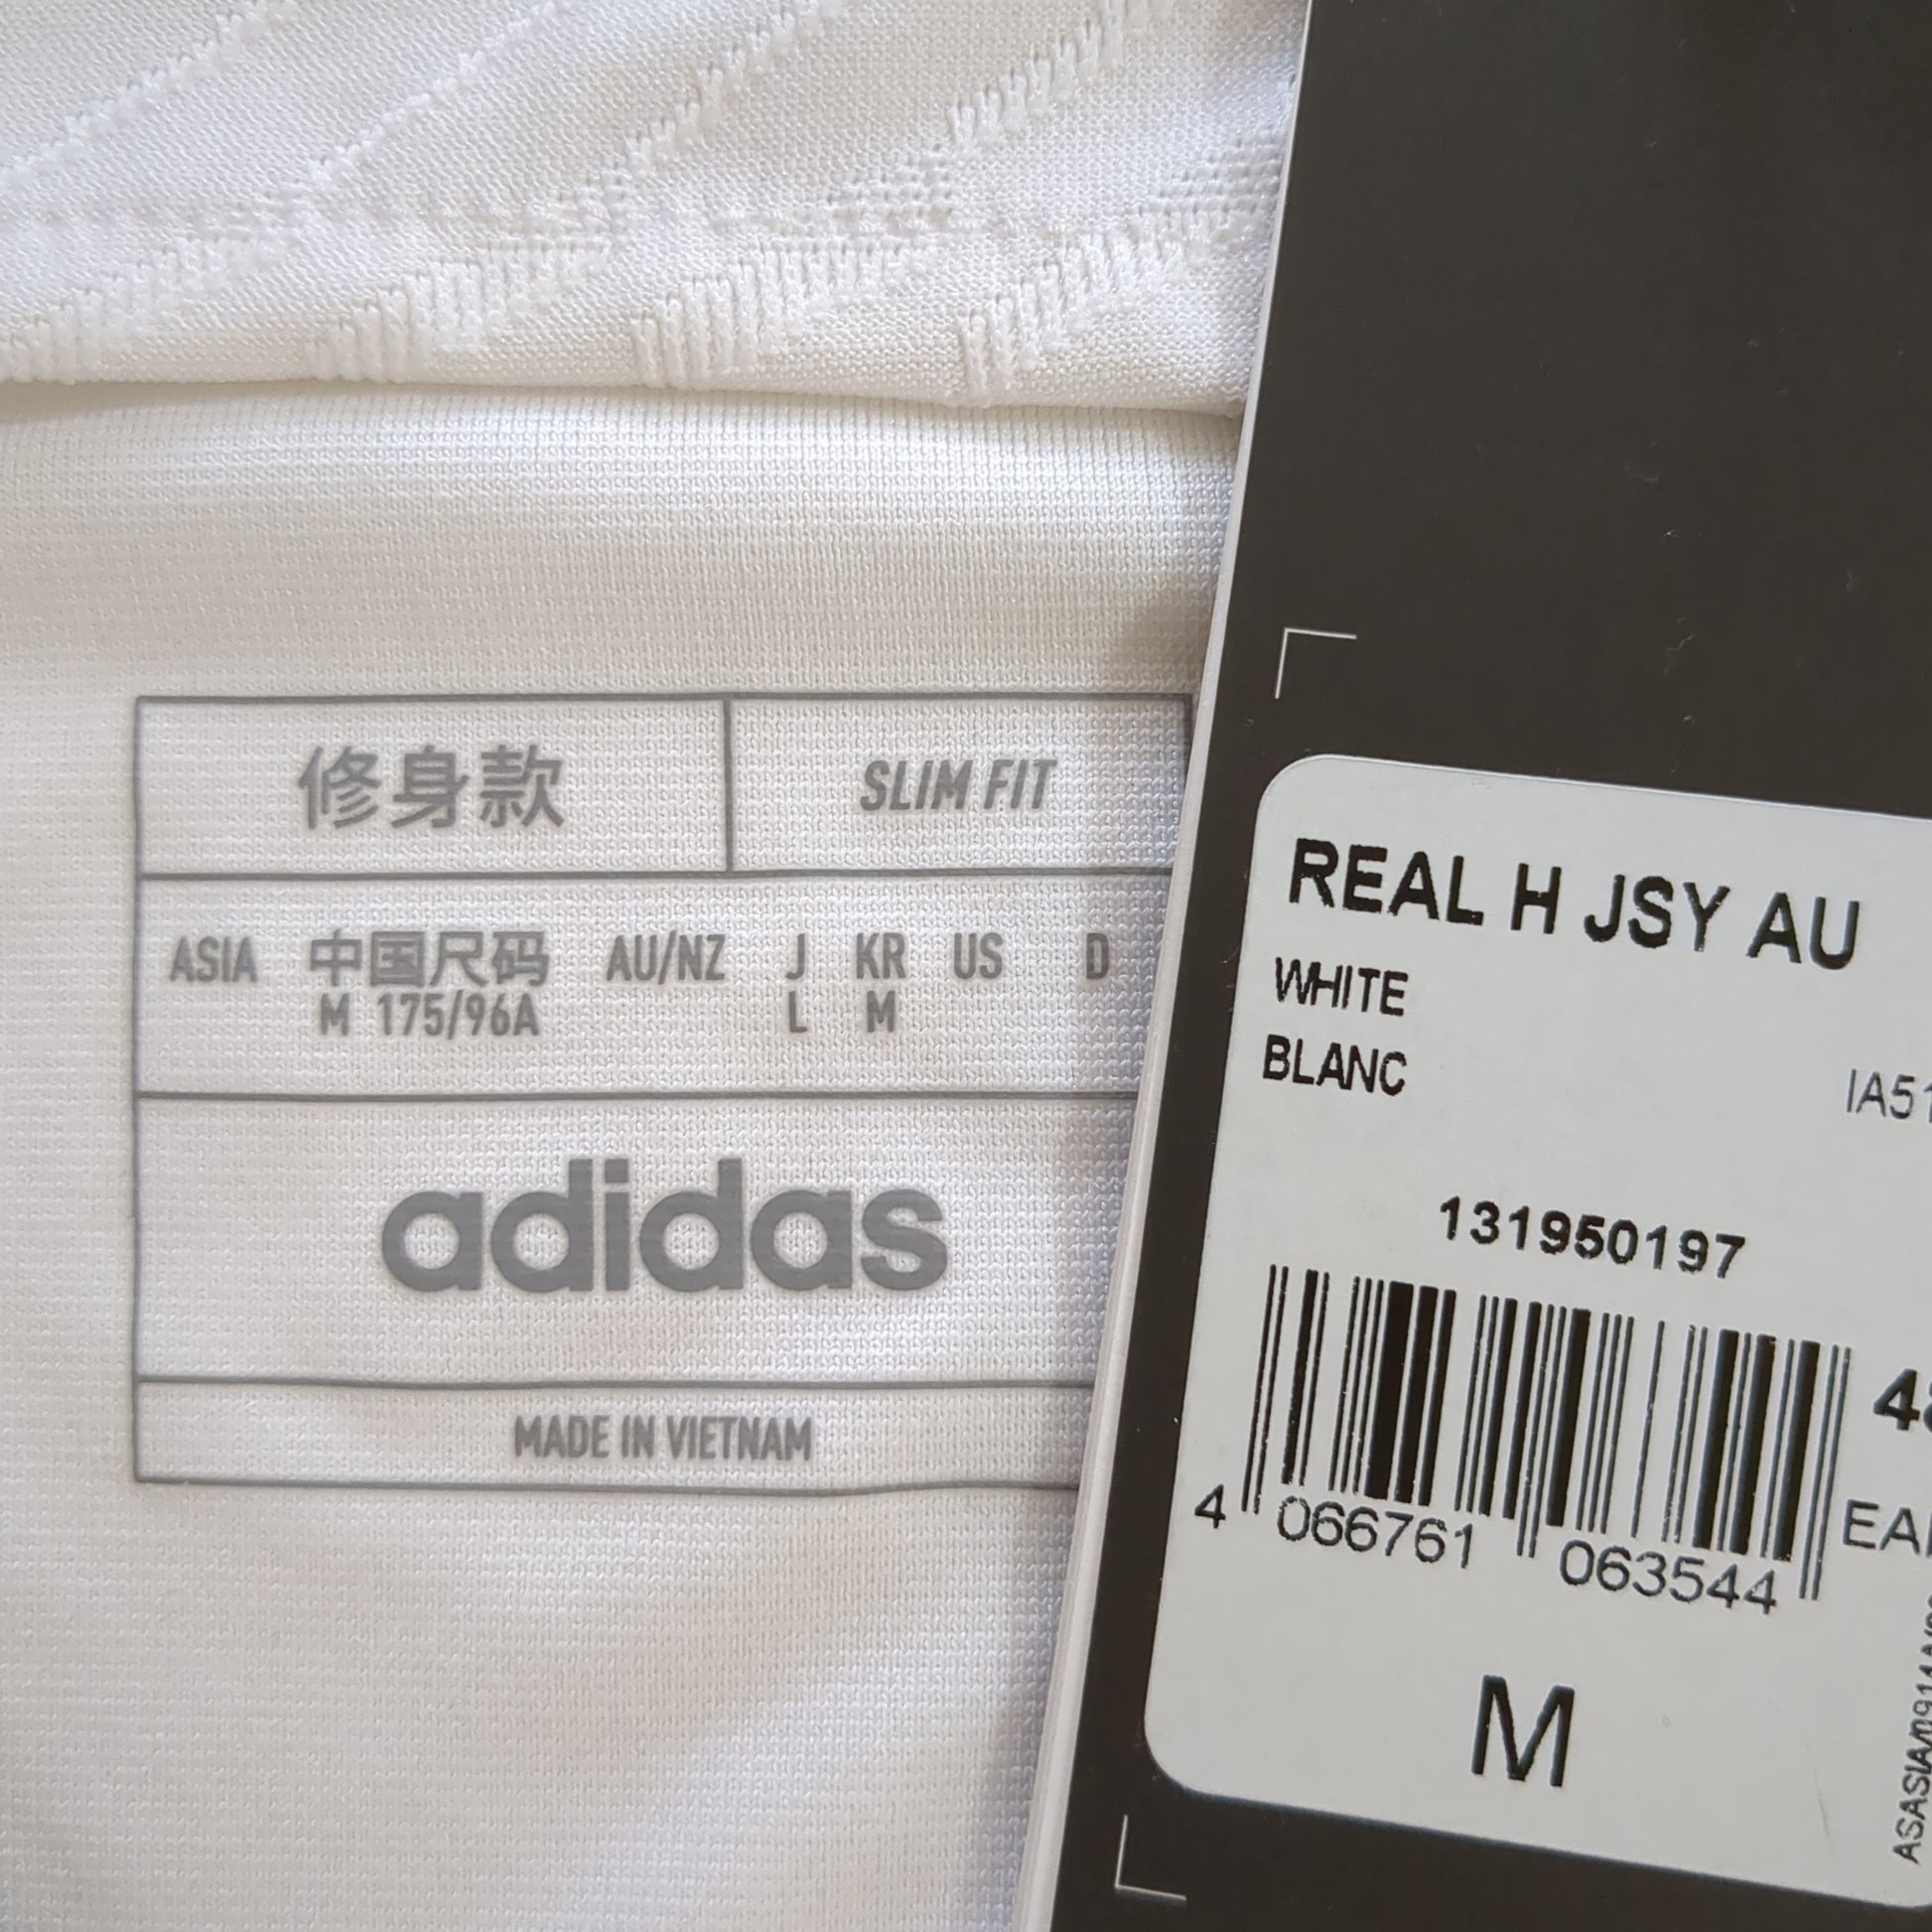 修身款 SLIM FIT
ASIA 中国尺码 AU/NZ J KR US D
M 175/96A L M
adidas
MADE IN VIETNAM
REAL H JSY AU
WHITE
BLANC
IA51
131950197
4 066761 063544
M